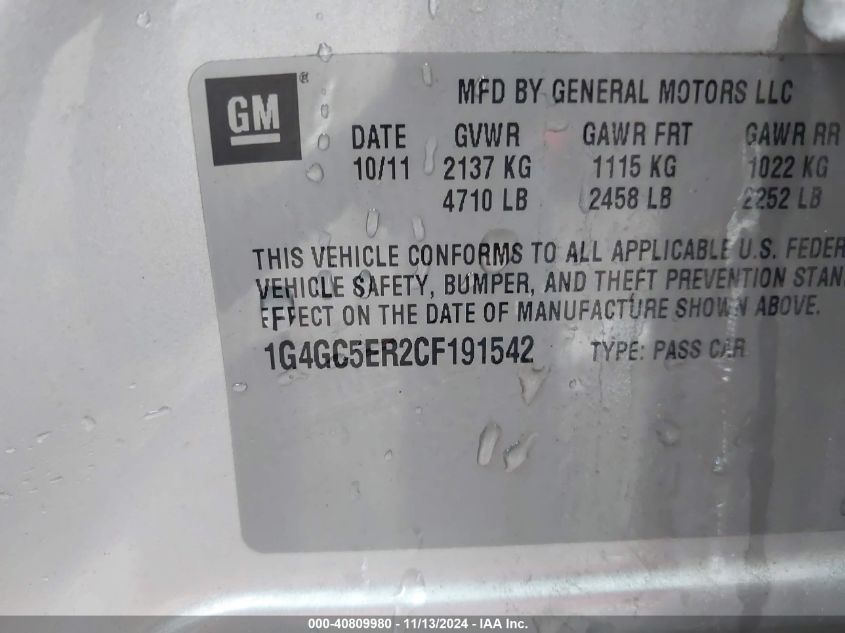 GM ®
MFD BY GENERAL MOTORS LLC
DATE GVWR GAWR FRT GAWR RR
10/11 2137 KG 1115 KG 1022 KG
4710 LB 2458 LB 2252 LB
THIS VEHICLE CONFORMS TO ALL APPLICABLE U.S. FEDER
VEHICLE SAFETY, BUMPER, AND THEFT PREVENTION STAN
EFFECT ON THE DATE OF MANUFACTURE SHOWN ABOVE.
1G4GC5ER2CF191542 TYPE: PASS CAR
000-40809980 - 11/13/2024 - IAA Inc.